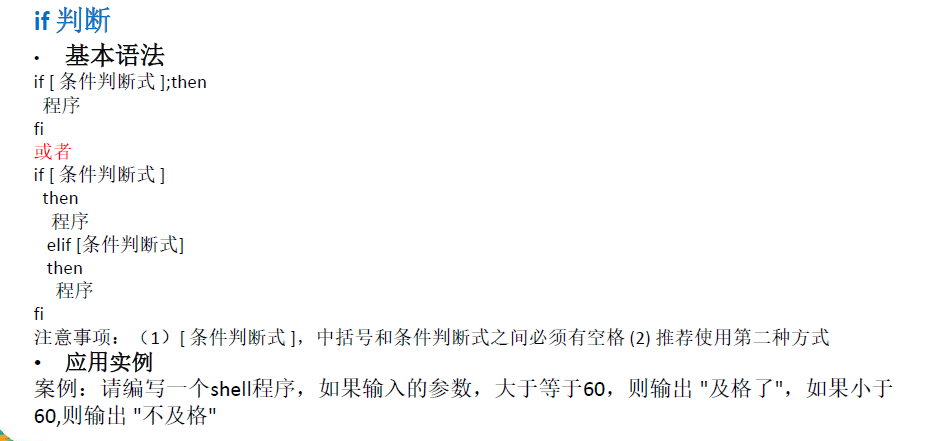 if 判断
• 基本语法
if [ 条件判断式 ];then
程序
fi
或者
if [ 条件判断式 ]
then
程序
elif [条件判断式]
then
程序
fi
注意事项：（1）[ 条件判断式 ]，中括号和条件判断式之间必须有空格 (2) 推荐使用第二种方式
• 应用实例
案例：请编写一个shell程序，如果输入的参数，大于等于60，则输出 "及格了"，如果小于
60,则输出 "不及格"